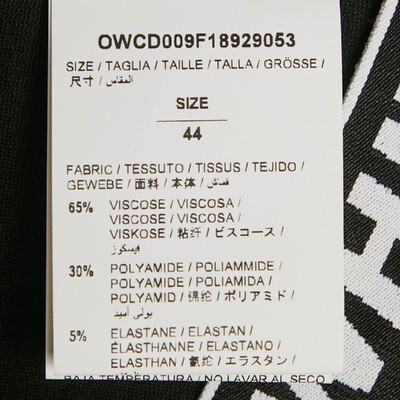 OWCD009F18929053
SIZE / TAGLIA / TAILLE / TALLA / GRÖSSE /
尺寸 / المقاس /
SIZE
44
FABRIC / TESSUTO / TISSUS / TEJIDO /
GEWEBE / 面料 / 本体 / قماش /
65% VISCOSE / VISCOSA /
VISCOSE / VISCOSA /
VISKOSE / 粘纤 / ビスコース /
فيسكوز /
30% POLYAMIDE / POLIAMMIDE /
POLYAMIDE / POLIAMIDA /
POLYAMID / 锦纶 / ポリアミド /
بولي أميد /
5% ELASTANE / ELASTAN /
ÉLASTHANNE / ELASTANO /
ELASTHAN / 氨纶 / エラスタン /
BAJA TEMPERATURA / NO LAVAR AL SECO
WHI